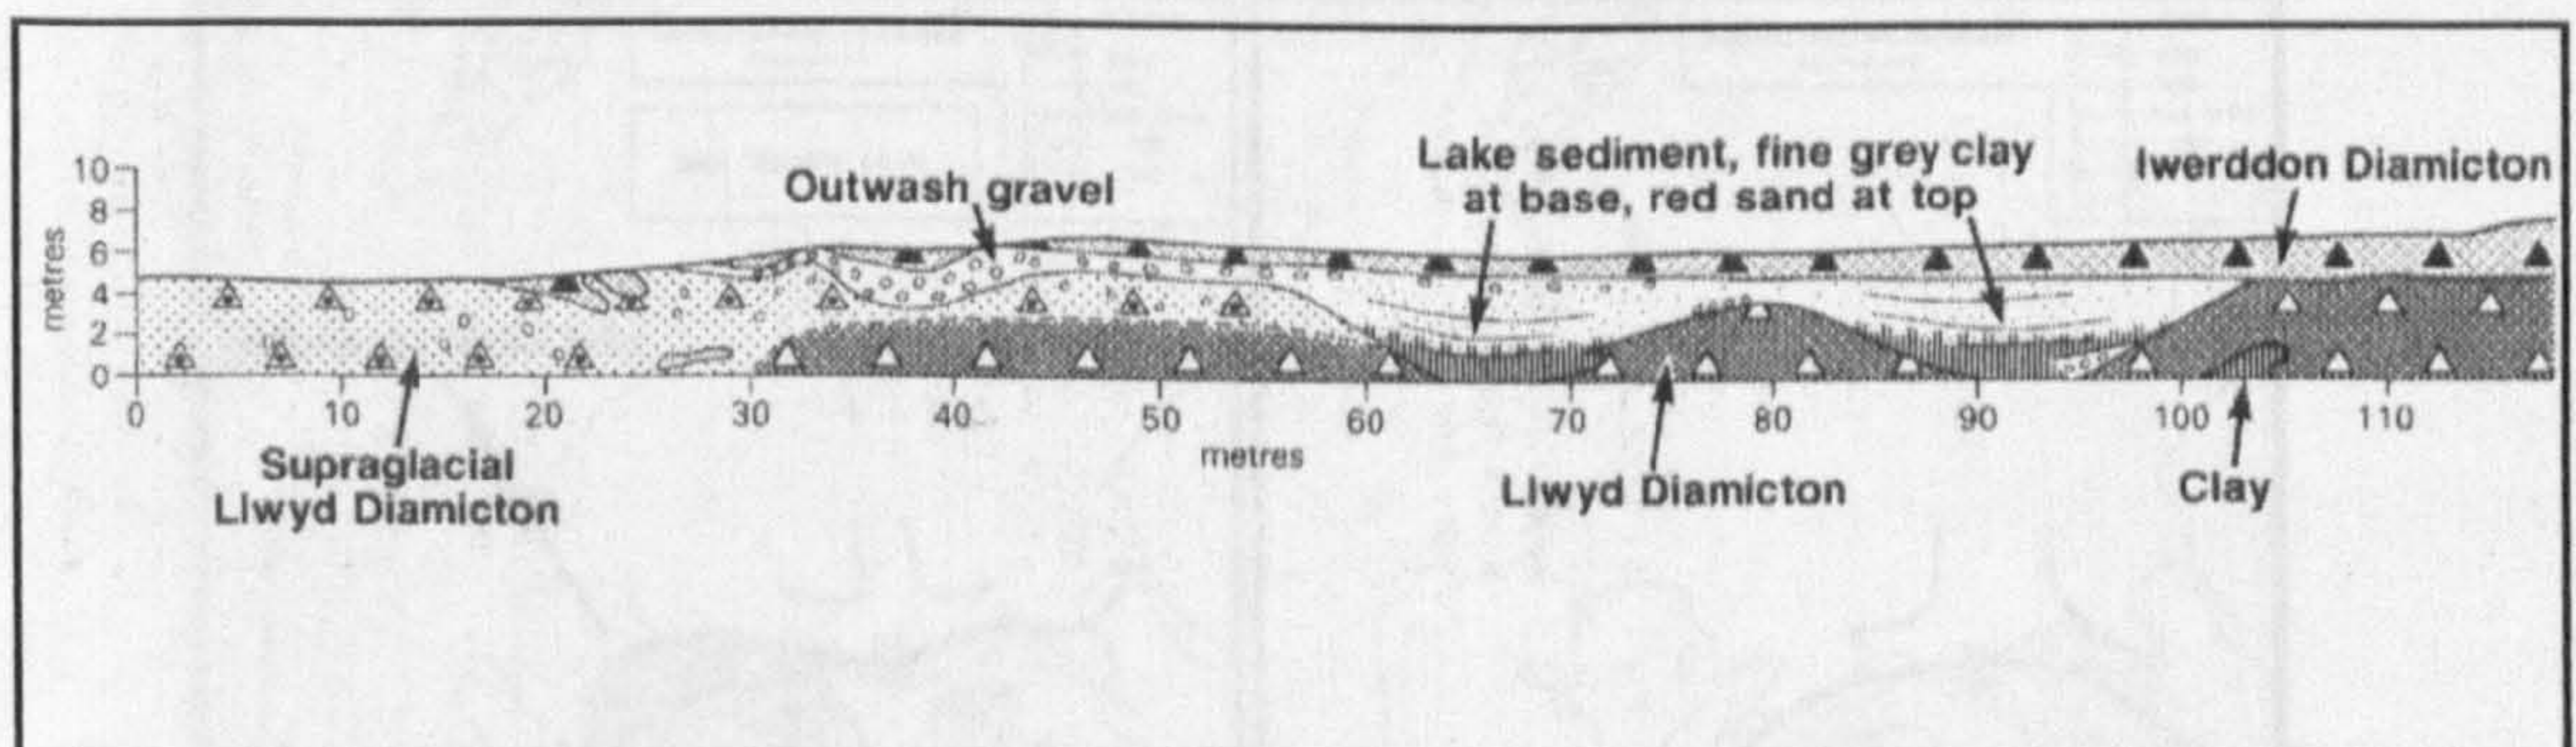 Lake sediment, fine grey clay
at base, red sand at top
Iwerddon Diamicton
Outwash gravel
metres
10
8
6
4
2
0
0 10 20 30 40 50 60 70 80 90 100 110
metres
Supraglacial
Llwyd Diamicton
Llwyd Diamicton
Clay